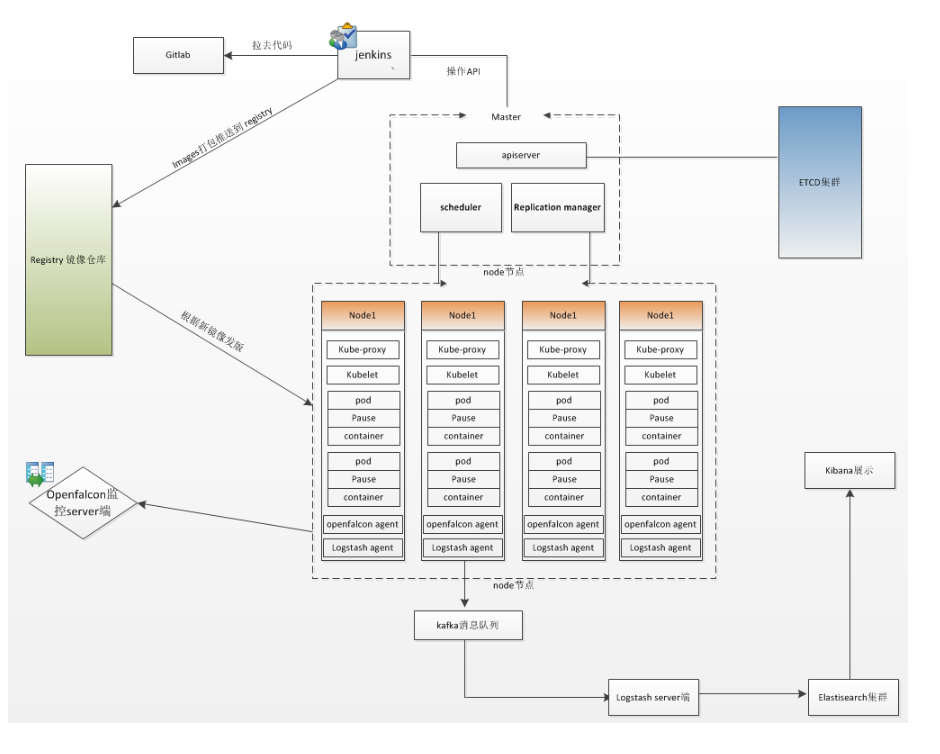 Gitlab
拉去代码
jenkins
、
操作API
Images打包推送到 registry
Master
apiserver
ETCD集群
scheduler
Replication manager
Registry 镜像仓库
node节点
根据新镜像发版
Node1
Kube-proxy
Kubelet
pod
Pause
container
pod
Pause
container
openfalcon agent
Logstash agent
Node1
Kube-proxy
Kubelet
pod
Pause
container
pod
Pause
container
openfalcon agent
Logstash agent
Node1
Kube-proxy
Kubelet
pod
Pause
container
pod
Pause
container
openfalcon agent
Logstash agent
Node1
Kube-proxy
Kubelet
pod
Pause
container
pod
Pause
container
openfalcon agent
Logstash agent
Openfalcon监
控server端
node节点
kafka消息队列
Logstash server端
Elastisearch集群
Kibana展示